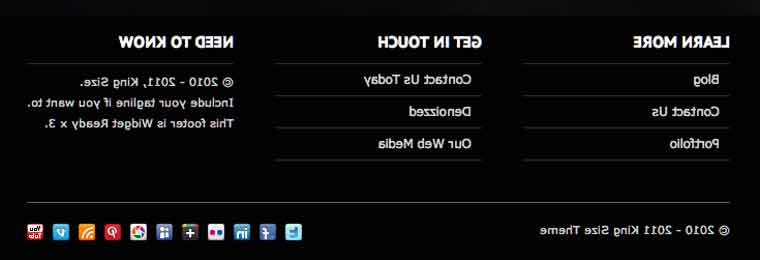 LEARN MORE
Blog
Contact Us
Portfolio
GET IN TOUCH
Contact Us Today
Denoizzed
Our Web Media
NEED TO KNOW
© 2010 - 2011, King Size.
Include your tagline if you want to.
This footer is Widget Ready x 3.
© 2010 - 2011 King Size Theme
t f in + P v You Tube